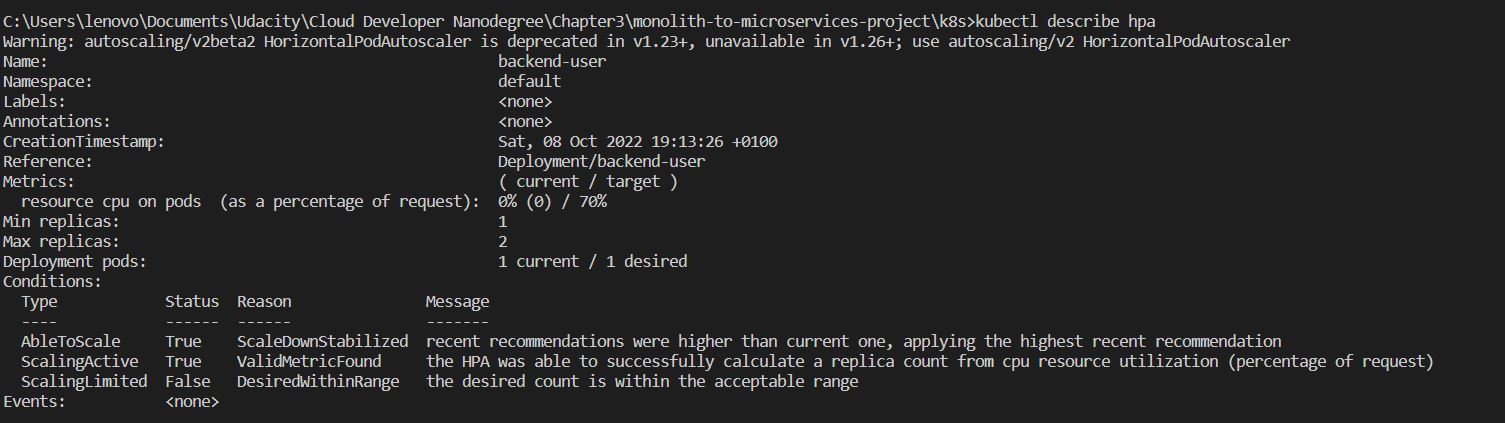 C:\Users\lenovo\Documents\Udacity\Cloud Developer Nanodegree\Chapter3\monolith-to-microservices-project\k8s>kubectl describe hpa
Warning: autoscaling/v2beta2 HorizontalPodAutoscaler is deprecated in v1.23+, unavailable in v1.26+; use autoscaling/v2 HorizontalPodAutoscaler
Name:                                                  backend-user
Namespace:                                             default
Labels:                                                <none>
Annotations:                                           <none>
CreationTimestamp:                                     Sat, 08 Oct 2022 19:13:26 +0100
Reference:                                             Deployment/backend-user
Metrics:                                               ( current / target )
  resource cpu on pods  (as a percentage of request):  0% (0) / 70%
Min replicas:                                          1
Max replicas:                                          2
Deployment pods:                                       1 current / 1 desired
Conditions:
  Type            Status  Reason               Message
  ----            ------  ------               -------
  AbleToScale     True    ScaleDownStabilized  recent recommendations were higher than current one, applying the highest recent recommendation
  ScalingActive   True    ValidMetricFound     the HPA was able to successfully calculate a replica count from cpu resource utilization (percentage of request)
  ScalingLimited  False   DesiredWithinRange   the desired count is within the acceptable range
Events:           <none>